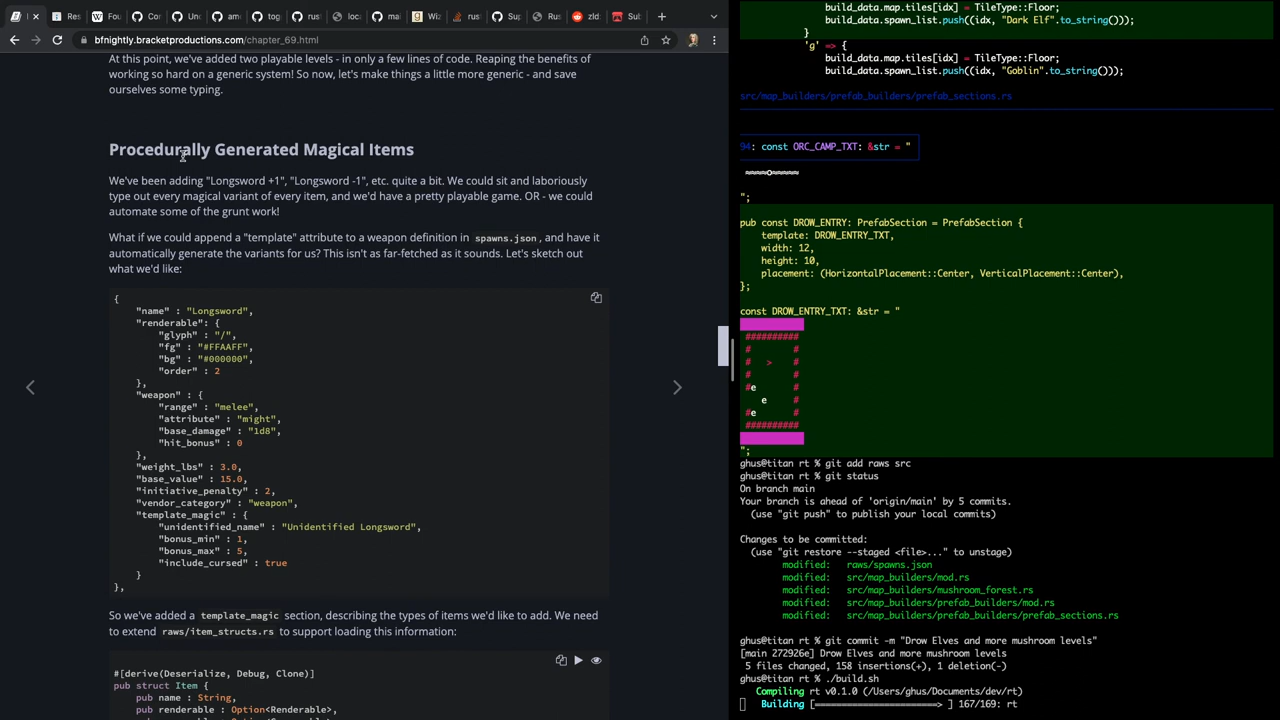 Res
Fou
Cor
Und
Gen
tog
rus
loc
mai
Wiz
rus
Sup
Rus
zld
Sub
bfnightly.bracketproductions.com/chapter_69.html
At this point, we've added two playable levels - in only a few lines of code. Reaping the benefits of
working so hard on a generic system! So now, let's make things a little more generic - and save
ourselves some typing.
Procedurally Generated Magical Items
We've been adding "Longsword +1", "Longsword -1", etc. quite a bit. We could sit and laboriously
type out every magical variant of every item, and we'd have a pretty playable game. OR - we could
automate some of the grunt work!
What if we could append a "template" attribute to a weapon definition in spawns.json, and have it
automatically generate the variants for us? This isn't as far-fetched as it sounds. Let's sketch out
what we'd like:
{
"name" : "Longsword",
"renderable": {
"glyph" : "/",
"fg" : "#FFAAFF",
"bg" : "#000000",
"order" : 2
},
"weapon" : {
"range" : "melee",
"attribute" : "might",
"base_damage" : "1d8",
"hit_bonus" : 0
},
"weight_lbs" : 3.0,
"base_value" : 15.0,
"initiative_penalty" : 2,
"vendor_category" : "weapon",
"template_magic" : {
"unidentified_name" : "Unidentified Longsword",
"bonus_min" : 1,
"bonus_max" : 5,
"include_cursed" : true
}
},
So we've added a template_magic season, describing the types of items we'd like to add. We need
to extend raws/item_structs.rs to support loading this information:
#[derive(Deserialize, Debug, Clone)]
pub struct Item {
pub name : String,
pub renderable : Option<Renderable>,
build_data.map.tiles[idx] = TileType::Floor;
build_data.spawn_list.push((idx, "Dark Elf".to_string()));
}
'g' => {
build_data.map.tiles[idx] = TileType::Floor;
build_data.spawn_list.push((idx, "Goblin".to_string()));
src/map_builders/prefab_builders/prefab_sections.rs
94: const ORC_CAMP_TXT: &str = "
≈≈≈≈o≈≈≈≈≈
";
pub const DROW_ENTRY: PrefabSection = PrefabSection {
template: DROW_ENTRY_TXT,
width: 12,
height: 10,
placement: (HorizontalPlacement::Center, VerticalPlacement::Center),
};
const DROW_ENTRY_TXT: &str = "
##########
#        #
#   >    #
#        #
#e       #
   e     #
#e       #
##########
";
ghus@titan rt % git add raws src
ghus@titan rt % git status
On branch main
Your branch is ahead of 'origin/main' by 5 commits.
(use "git push" to publish your local commits)
Changes to be committed:
(use "git restore --staged <file>..." to unstage)
modified:   raws/spawns.json
modified:   src/map_builders/mod.rs
modified:   src/map_builders/mushroom_forest.rs
modified:   src/map_builders/prefab_builders/mod.rs
modified:   src/map_builders/prefab_builders/prefab_sections.rs
ghus@titan rt % git commit -m "Drow Elves and more mushroom levels"
[main 272926e] Drow Elves and more mushroom levels
5 files changed, 158 insertions(+), 1 deletion(-)
ghus@titan rt % ./build.sh
Compiling rt v0.1.0 (/Users/ghus/Documents/dev/rt)
Building [=======================> ] 167/169: rt